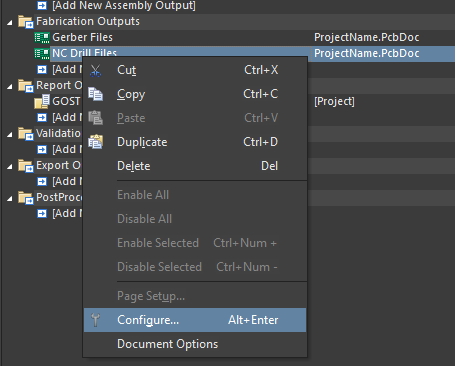 [Add New Assembly Output]
Fabrication Outputs
Gerber Files ProjectName.PcbDoc
NC Drill Files ProjectName.PcbDoc
[Add N
Report O
GOST [Project]
[Add N
Validation
[Add N
Export O
[Add N
PostProce
[Add N
Cut Ctrl+X
Copy Ctrl+C
Paste Ctrl+V
Duplicate Ctrl+D
Delete Del
Enable All
Disable All
Enable Selected Ctrl+Num +
Disable Selected Ctrl+Num -
Page Setup...
Configure... Alt+Enter
Document Options